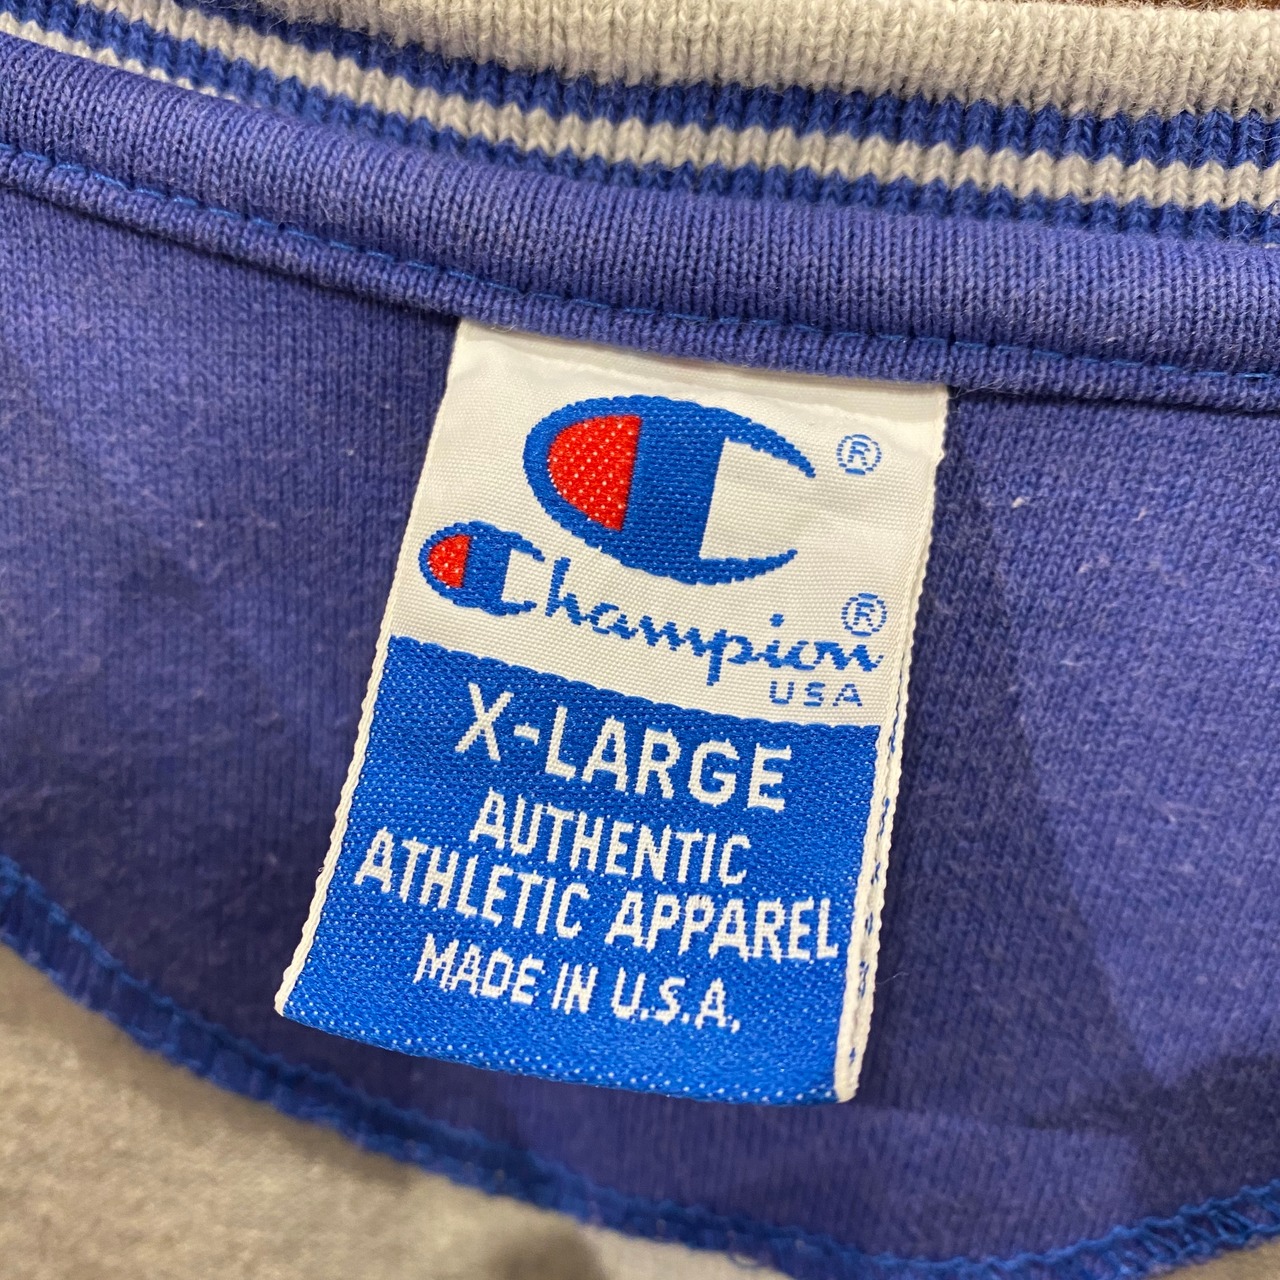 ®
Champion®
USA
X-LARGE
AUTHENTIC
ATHLETIC APPAREL
MADE IN U.S.A.